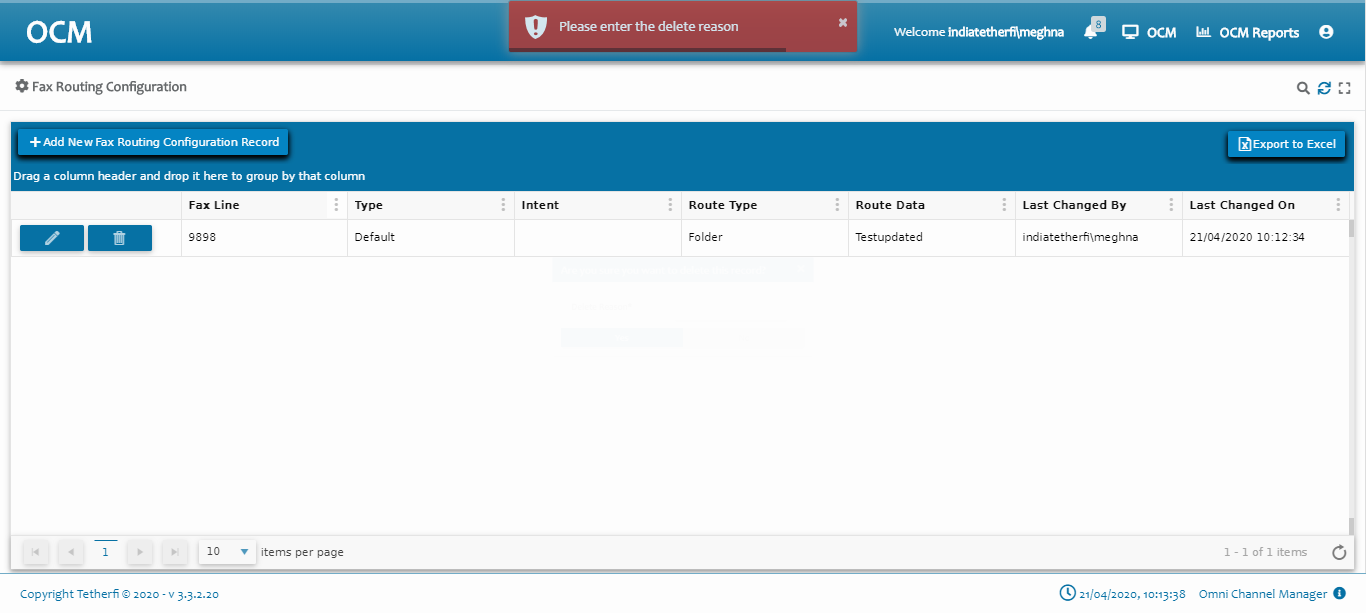 OCM
Please enter the delete reason
Welcome indiatetherfi\meghna
8
OCM
OCM Reports
Fax Routing Configuration
Add New Fax Routing Configuration Record
Export to Excel
Drag a column header and drop it here to group by that column
Fax Line Type Intent Route Type Route Data Last Changed By Last Changed On
9898 Default Folder Testupdated indiatetherfi\meghna 21/04/2020 10:12:34
1 10 items per page 1 - 1 of 1 items
Copyright Tetherfi © 2020 - v 3.3.2.20 21/04/2020, 10:13:38 Omni Channel Manager